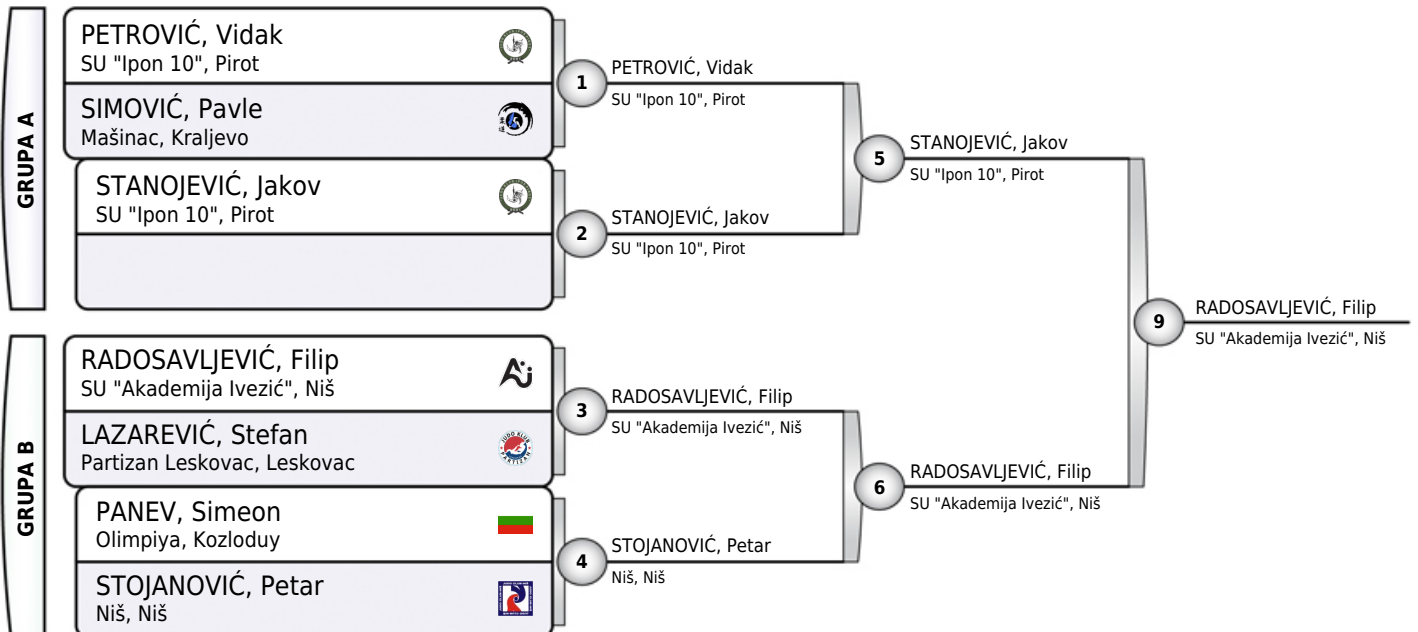 GRUPA A
PETROVIĆ, Vidak
SU "Ipon 10", Pirot
SIMOVIĆ, Pavle
Mašinac, Kraljevo
STANOJEVIĆ, Jakov
SU "Ipon 10", Pirot
1
PETROVIĆ, Vidak
SU "Ipon 10", Pirot
2
STANOJEVIĆ, Jakov
SU "Ipon 10", Pirot
5
STANOJEVIĆ, Jakov
SU "Ipon 10", Pirot
GRUPA B
RADOSAVLJEVIĆ, Filip
SU "Akademija Ivezić", Niš
LAZAREVIĆ, Stefan
Partizan Leskovac, Leskovac
PANEV, Simeon
Olimpiya, Kozloduy
STOJANOVIĆ, Petar
Niš, Niš
3
RADOSAVLJEVIĆ, Filip
SU "Akademija Ivezić", Niš
4
STOJANOVIĆ, Petar
Niš, Niš
6
RADOSAVLJEVIĆ, Filip
SU "Akademija Ivezić", Niš
9
RADOSAVLJEVIĆ, Filip
SU "Akademija Ivezić", Niš